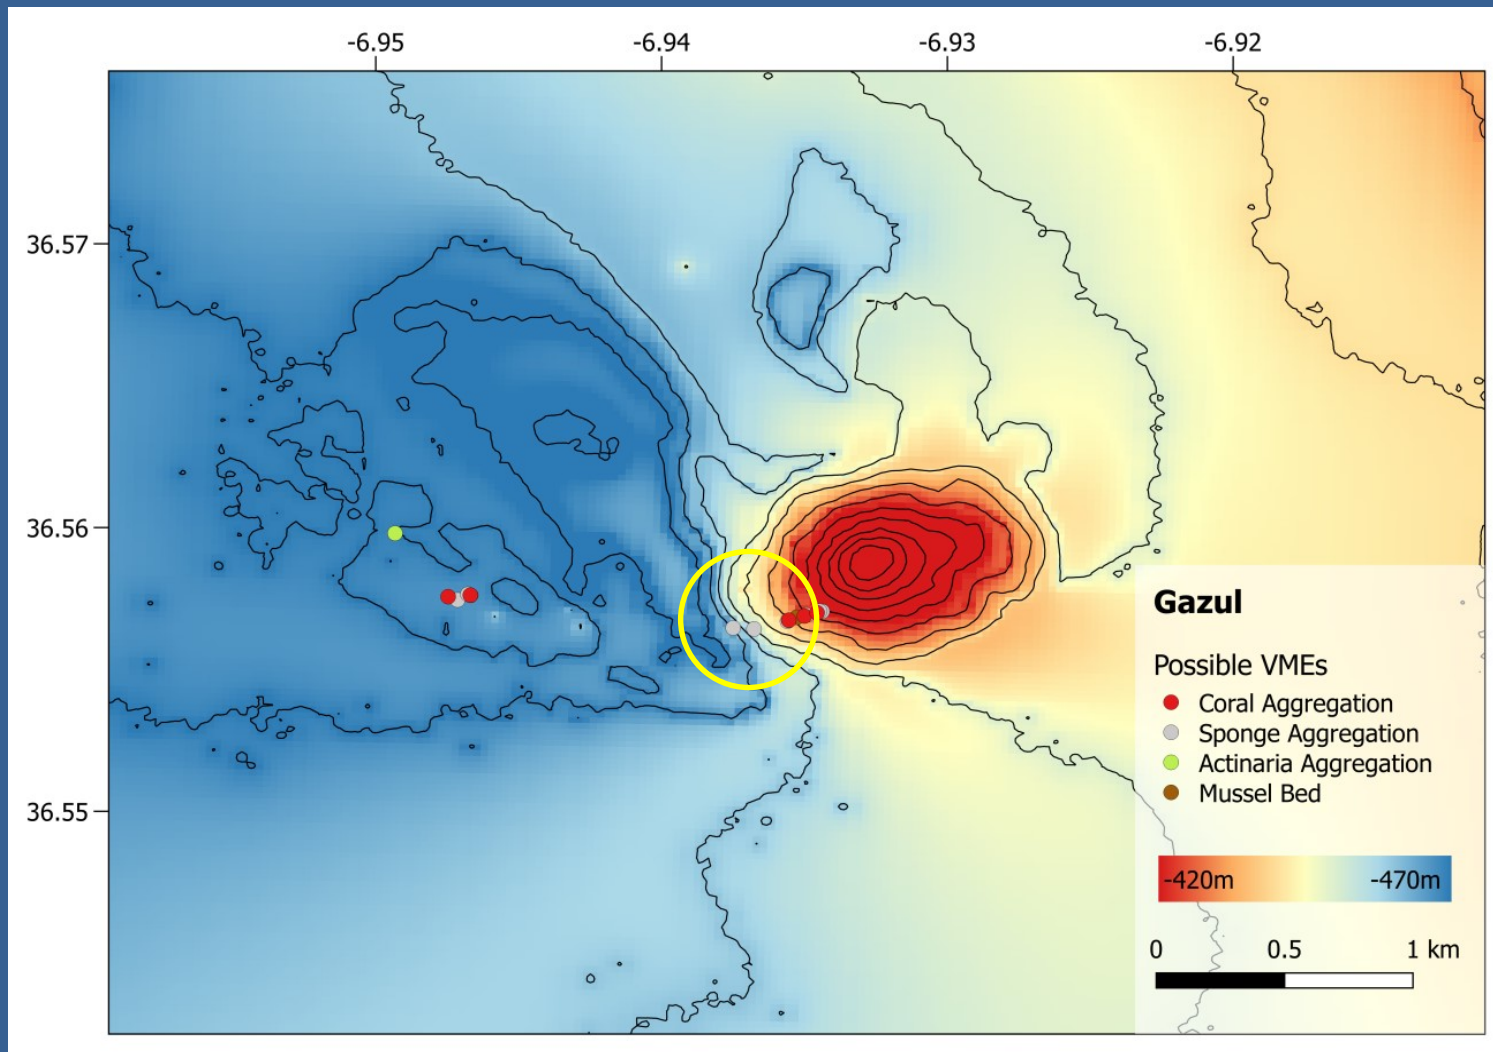 -6.95 -6.94 -6.93 -6.92
36.57
36.56
36.55
Gazul
Possible VMEs
Coral Aggregation
Sponge Aggregation
Actinaria Aggregation
Mussel Bed
-420m -470m
0 0.5 1 km